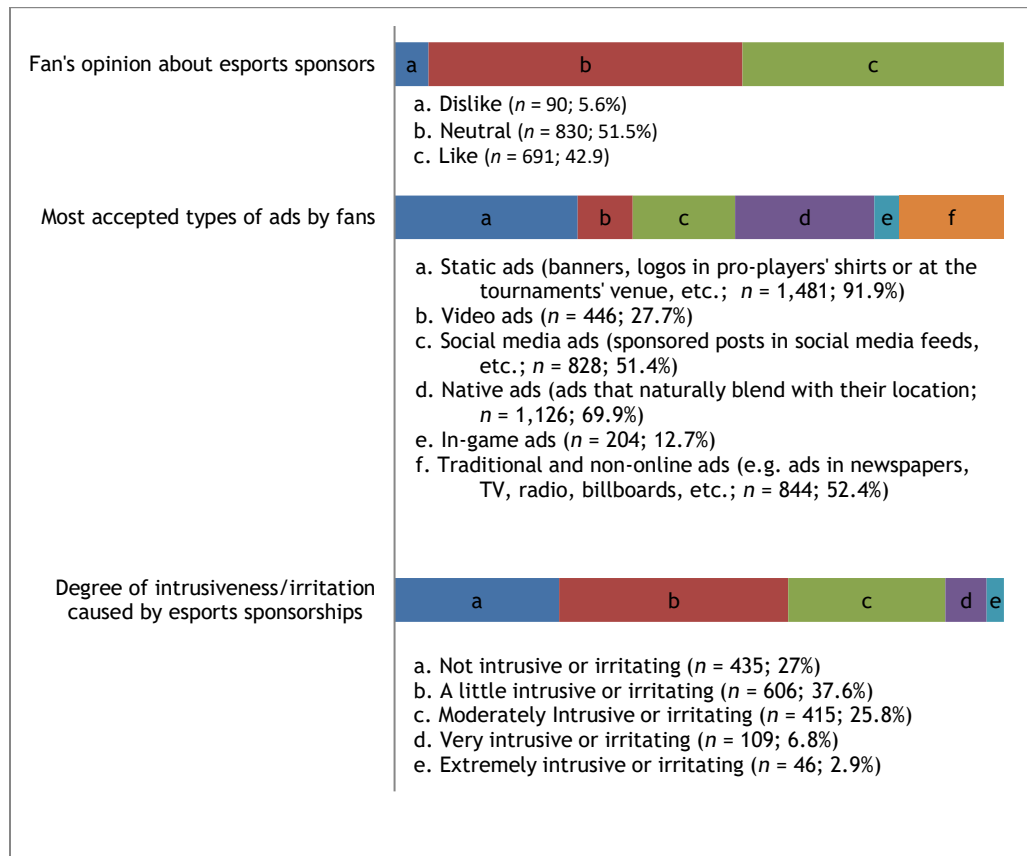 Fan's opinion about esports sponsors
a b c
a. Dislike (n = 90; 5.6%)
b. Neutral (n = 830; 51.5%)
c. Like (n = 691; 42.9)
Most accepted types of ads by fans
a b c d e f
a. Static ads (banners, logos in pro-players' shirts or at the
tournaments' venue, etc.; n = 1,481; 91.9%)
b. Video ads (n = 446; 27.7%)
c. Social media ads (sponsored posts in social media feeds,
etc.; n = 828; 51.4%)
d. Native ads (ads that naturally blend with their location;
n = 1,126; 69.9%)
e. In-game ads (n = 204; 12.7%)
f. Traditional and non-online ads (e.g. ads in newspapers,
TV, radio, billboards, etc.; n = 844; 52.4%)
Degree of intrusiveness/irritation
caused by esports sponsorships
a b c d e
a. Not intrusive or irritating (n = 435; 27%)
b. A little intrusive or irritating (n = 606; 37.6%)
c. Moderately Intrusive or irritating (n = 415; 25.8%)
d. Very intrusive or irritating (n = 109; 6.8%)
e. Extremely intrusive or irritating (n = 46; 2.9%)